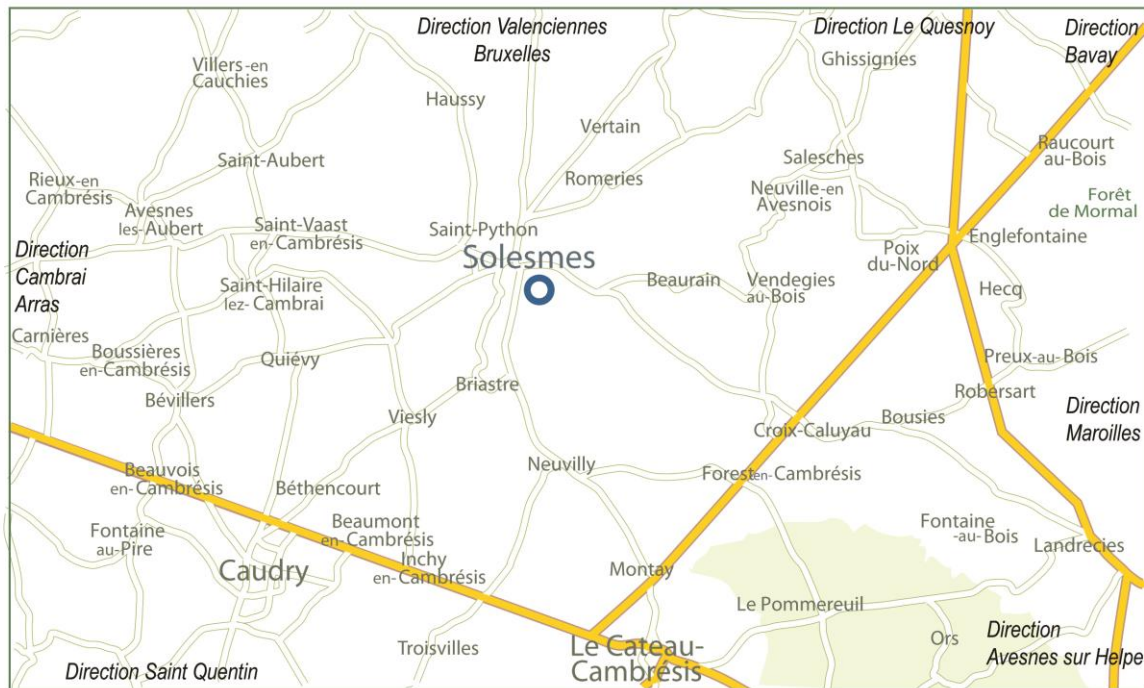 Direction Valenciennes
Bruxelles
Direction Le Quesnoy
Direction
Bavay
Villers-en
Cauchies
Haussy
Ghissignies
Vertain
Saint-Aubert
Salesches
Raucourt
au-Bois
Rieux-en
Cambrésis
Romeries
Neuville-en
Avesnois
Forêt
de Mormal
Avesnes
les-Aubert
Saint-Vaast
en-Cambrésis
Saint-Python
Englefontaine
Direction
Cambrai
Arras
Solesmes
Poix
du-Nord
Saint-Hilaire
lez-Cambrai
Beaurain
Vendegies
au-Bois
Hecq
Carnières
Boussières
en-Cambrésis
Quiévy
Preux-au-Bois
Briastre
Robersart
Bévillers
Viesly
Bousies
Direction
Maroilles
Croix-Caluyau
Beauvois
en-Cambrésis
Béthencourt
Neuvilly
Forest en-Cambrésis
Fontaine
au-Pire
Beaumont
en-Cambrésis
Fontaine
-au-Bois
Landrecies
Caudry
Inchy
en-Cambrésis
Montay
Le Pommereuil
Troisvilles
Le Cateau-
Cambrésis
Ors
Direction
Avesnes sur Helpe
Direction Saint Quentin